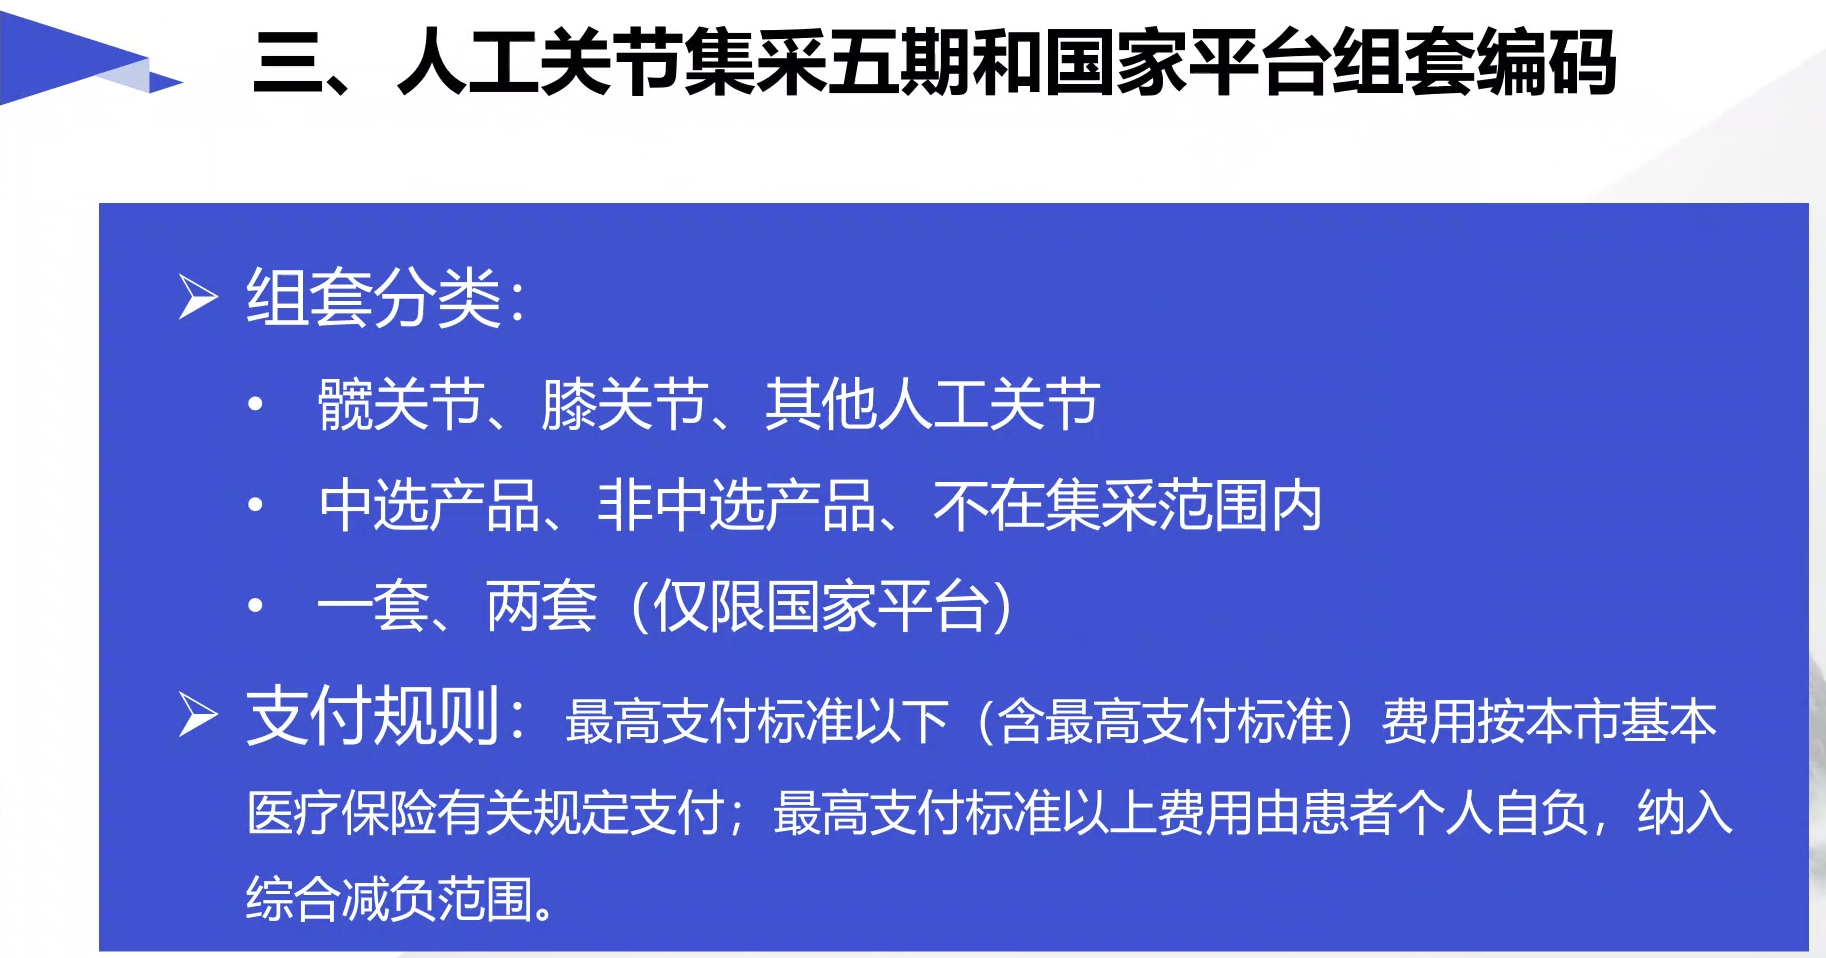 三、人工关节集采五期和国家平台组套编码
➢ 组套分类：
• 髋关节、膝关节、其他人工关节
• 中选产品、非中选产品、不在集采范围内
• 一套、两套（仅限国家平台）
➢ 支付规则：最高支付标准以下（含最高支付标准）费用按本市基本
医疗保险有关规定支付；最高支付标准以上费用由患者个人自负，纳入
综合减负范围。